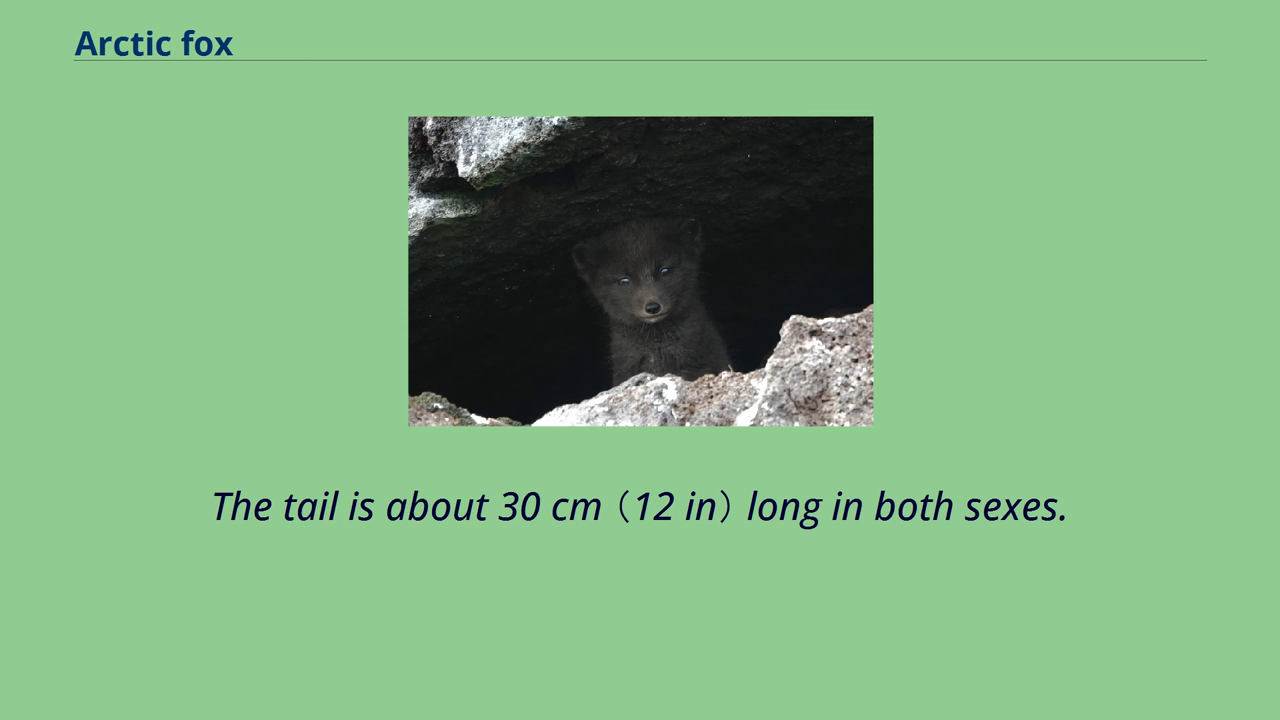 Arctic fox
The tail is about 30 cm（12 in）long in both sexes.